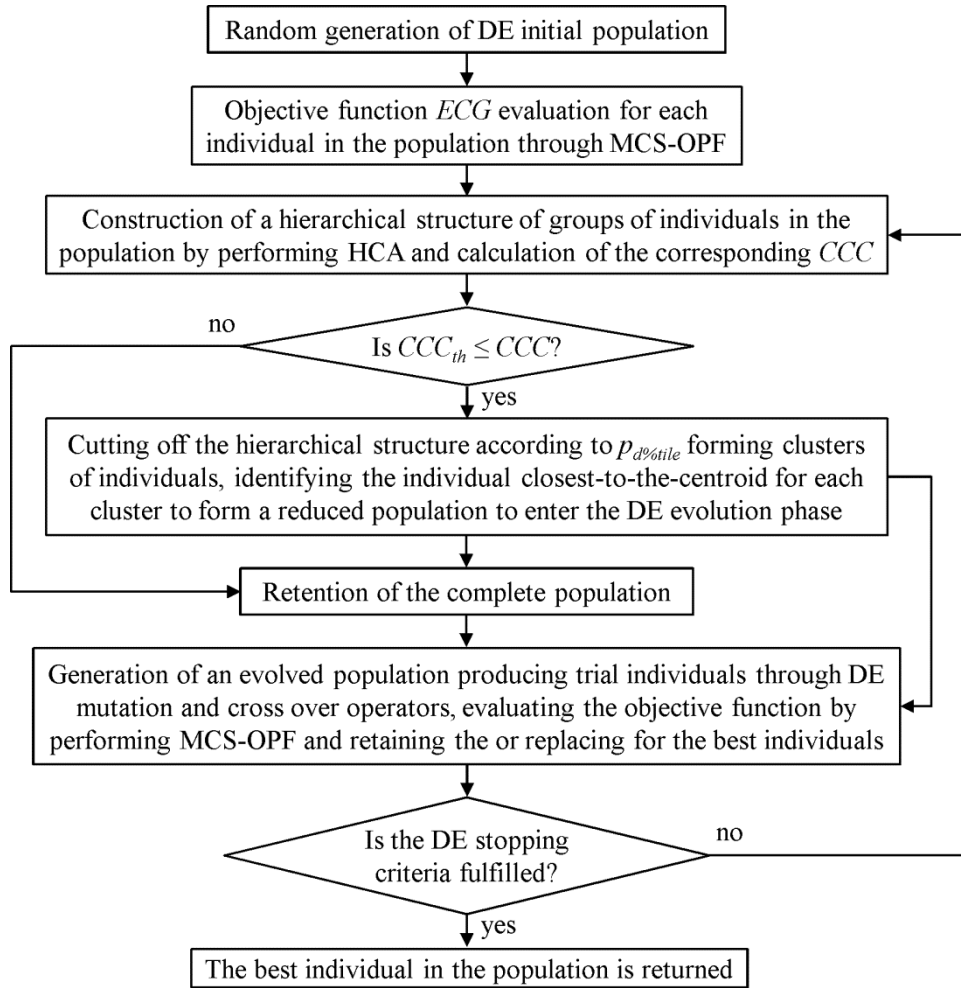 Random generation of DE initial population
Objective function ECG evaluation for each
individual in the population through MCS-OPF
Construction of a hierarchical structure of groups of individuals in the
population by performing HCA and calculation of the corresponding CCC
no
Is CCCth ≤ CCC?
yes
Cutting off the hierarchical structure according to pd%tile forming clusters
of individuals, identifying the individual closest-to-the-centroid for each
cluster to form a reduced population to enter the DE evolution phase
Retention of the complete population
Generation of an evolved population producing trial individuals through DE
mutation and cross over operators, evaluating the objective function by
performing MCS-OPF and retaining the or replacing for the best individuals
Is the DE stopping
criteria fulfilled?
no
yes
The best individual in the population is returned